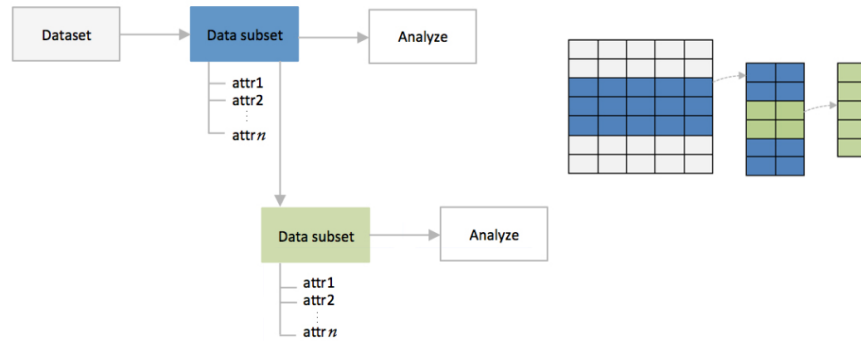 Dataset
Data subset
Analyze
attr1
attr2
attrn
Data subset
Analyze
attr1
attr2
attrn